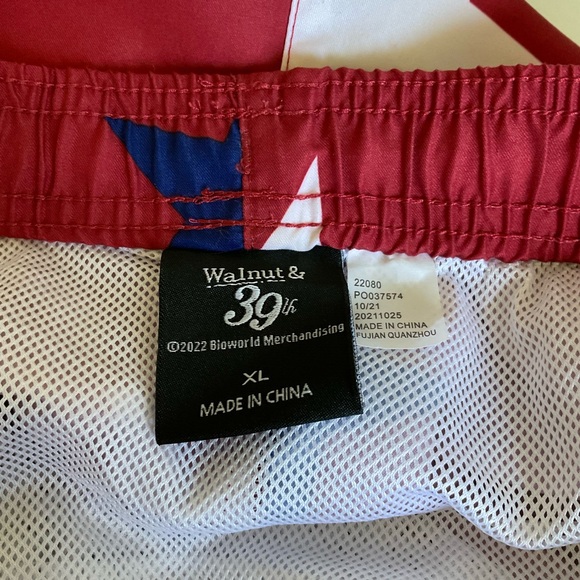 Walnut &
39th
©2022 Bioworld Merchandising
XL
MADE IN CHINA
22080
PO037574
10/21
20211025
MADE IN CHINA
FUJIAN QUANZHOU